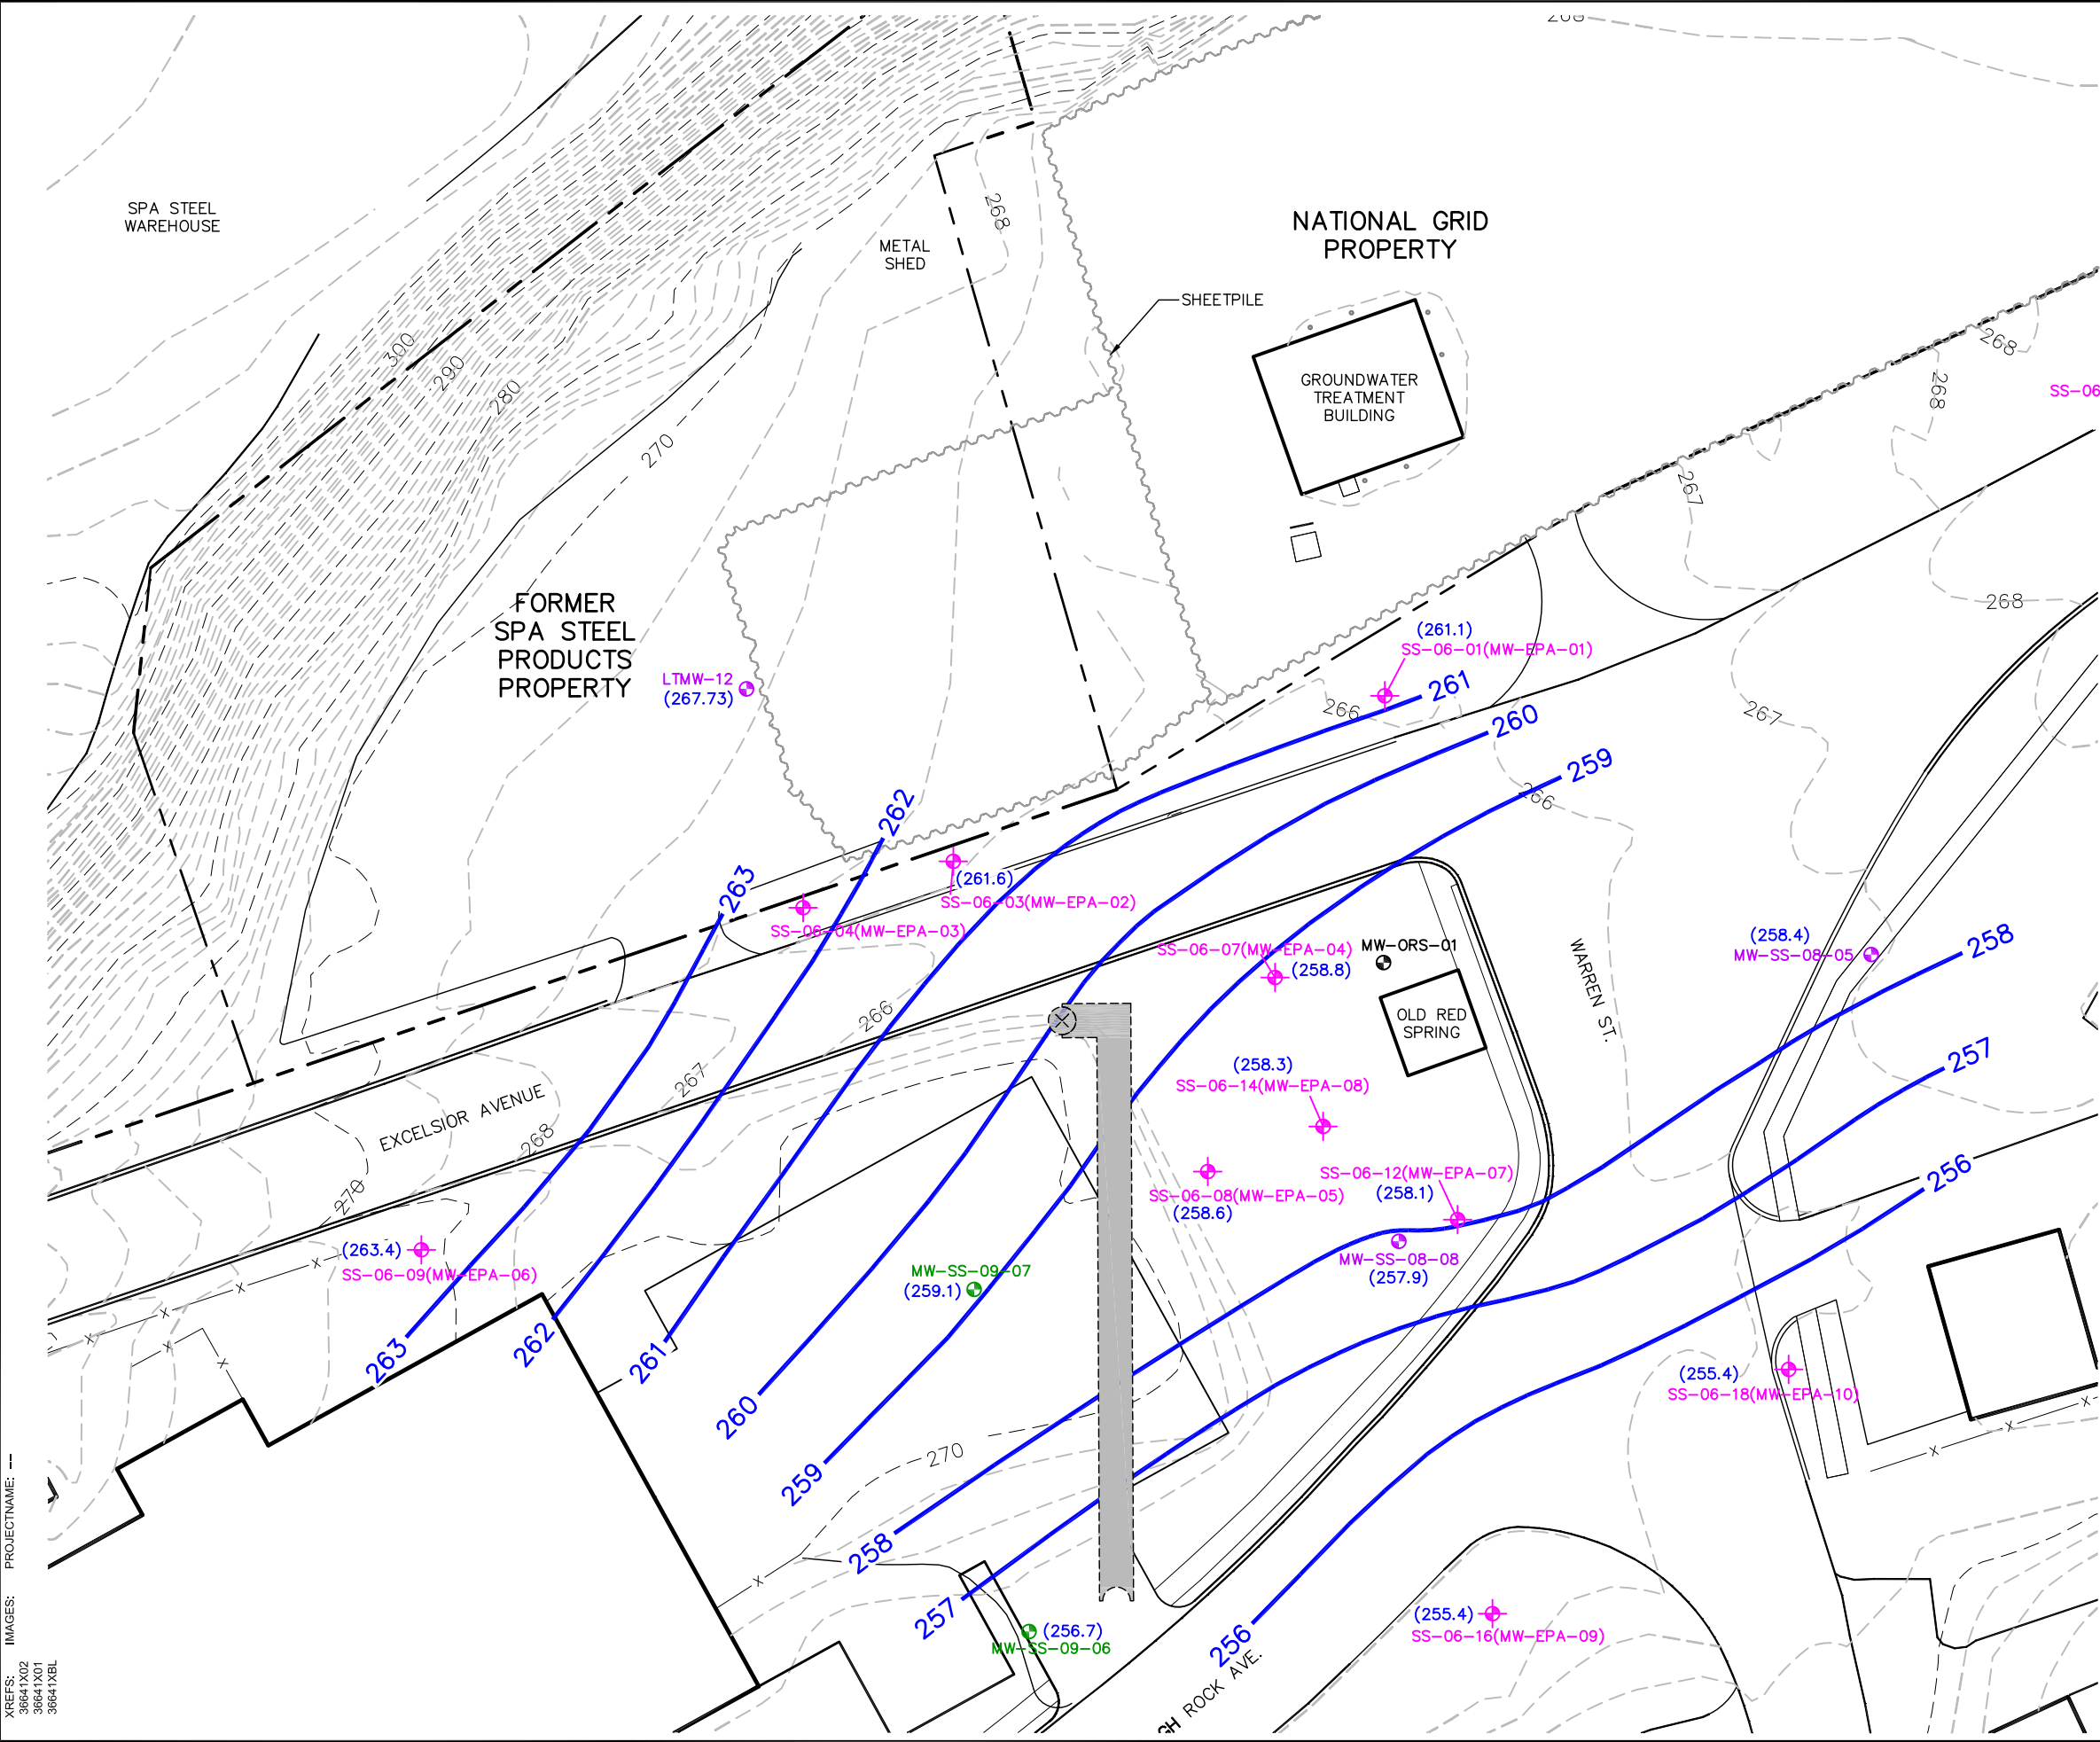 SPA STEEL
WAREHOUSE
METAL
SHED
268
NATIONAL GRID
PROPERTY
SHEETPILE
GROUNDWATER
TREATMENT
BUILDING
300
290
280
270
268
268
267
SS-06
268
FORMER
SPA STEEL
PRODUCTS
PROPERTY
LTMW-12
(267.73)
(261.1)
SS-06-01(MW-EPA-01)
261
266
260
267
259
266
262
263
(261.6)
SS-06-03(MW-EPA-02)
SS-06-04(MW-EPA-03)
SS-06-07(MW-EPA-04)
(258.8)
MW-ORS-01
WARREN ST.
(258.4)
MW-SS-08-05
258
266
OLD RED
SPRING
267
(258.3)
SS-06-14(MW-EPA-08)
257
EXCELSIOR AVENUE
268
270
SS-06-08(MW-EPA-05)
(258.6)
SS-06-12(MW-EPA-07)
(258.1)
256
(263.4)
SS-06-09(MW-EPA-06)
MW-SS-08-08
(257.9)
MW-SS-09-07
(259.1)
263
262
261
260
259
258
257
256
270
(255.4)
SS-06-18(MW-EPA-10)
(256.7)
MW-SS-09-06
(255.4)
SS-06-16(MW-EPA-09)
GH ROCK AVE.
XREFS: IMAGES: PROJECTNAME: --
36641X02
36641X01
36641XBL